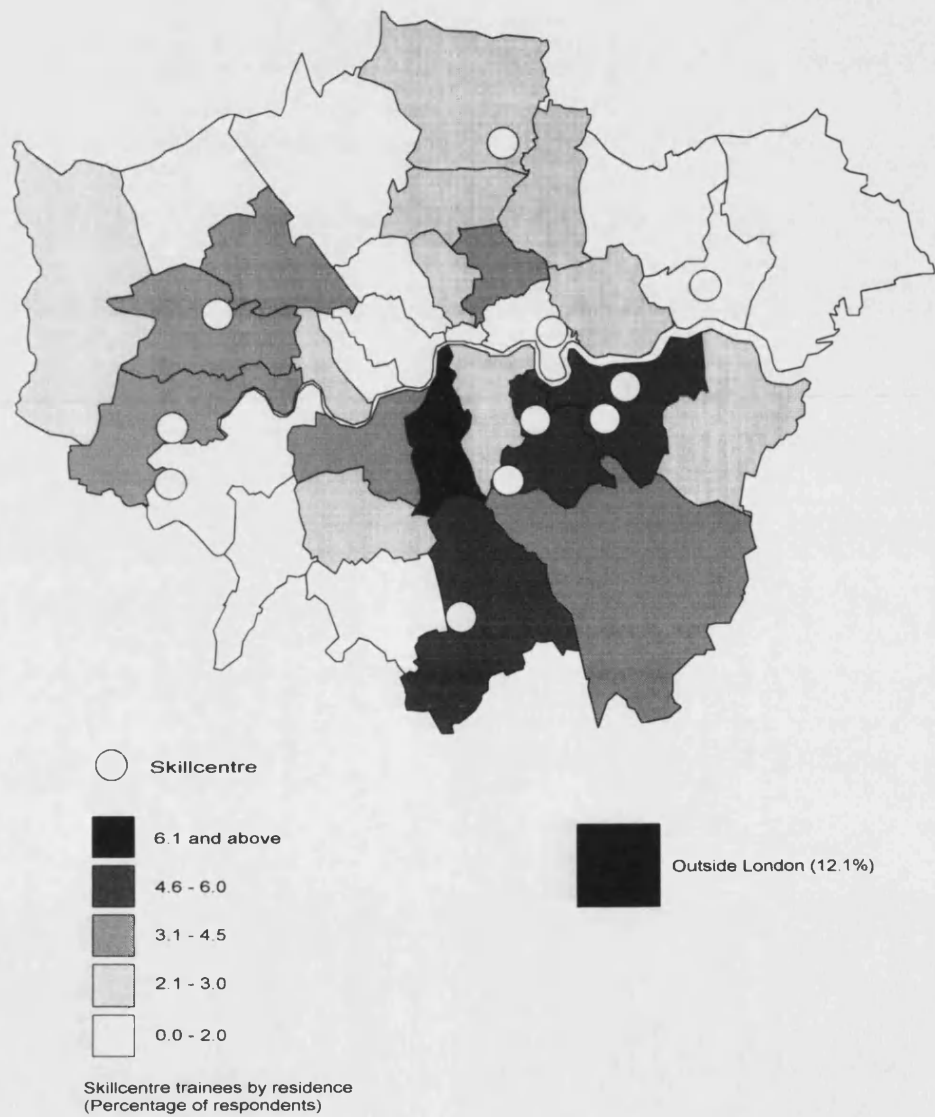 Skillcentre
6.1 and above
4.6 - 6.0
3.1 - 4.5
2.1 - 3.0
0.0 - 2.0
Outside London (12.1%)
Skillcentre trainees by residence
(Percentage of respondents)